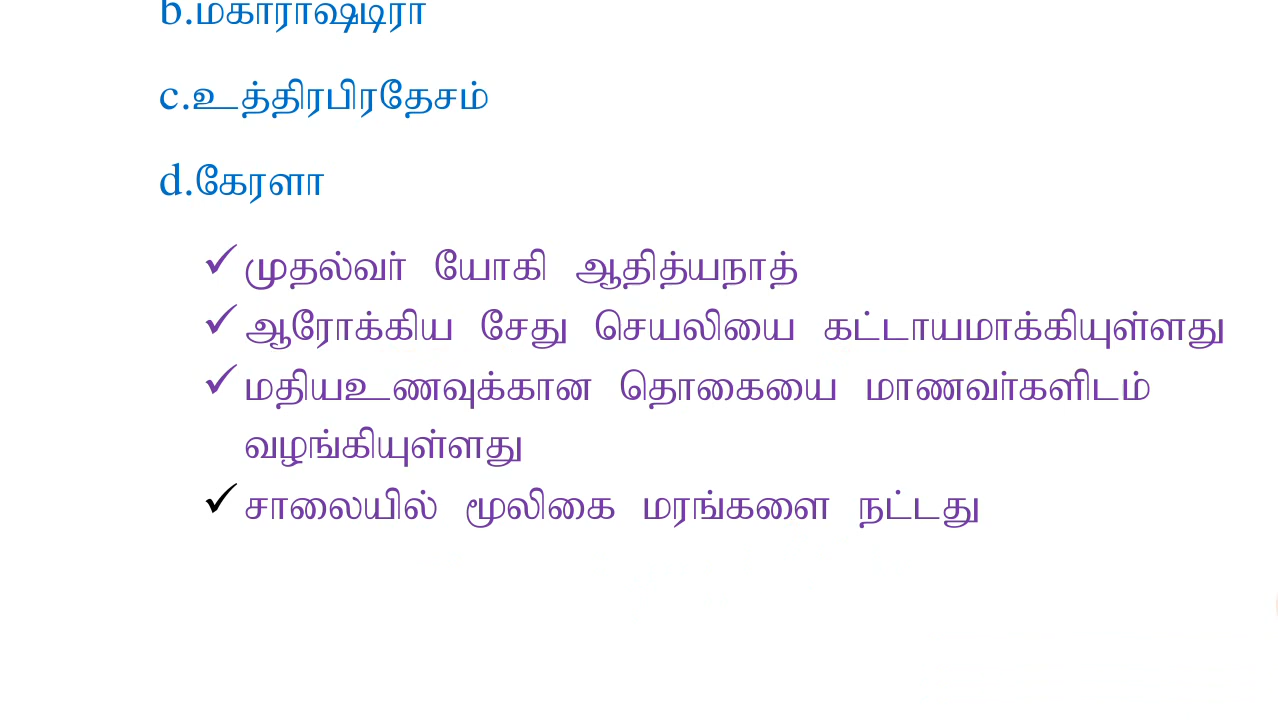 b.மகாராஷ்டிரா
c.உத்திரபிரதேசம்
d.கேரளா
✓ முதல்வர் யோகி ஆதித்யநாத்
✓ ஆரோக்கிய சேது செயலியை கட்டாயமாக்கியுள்ளது
✓ மதியஉணவுக்கான தொகையை மாணவர்களிடம்
வழங்கியுள்ளது
✓ சாலையில் மூலிகை மரங்களை நட்டது